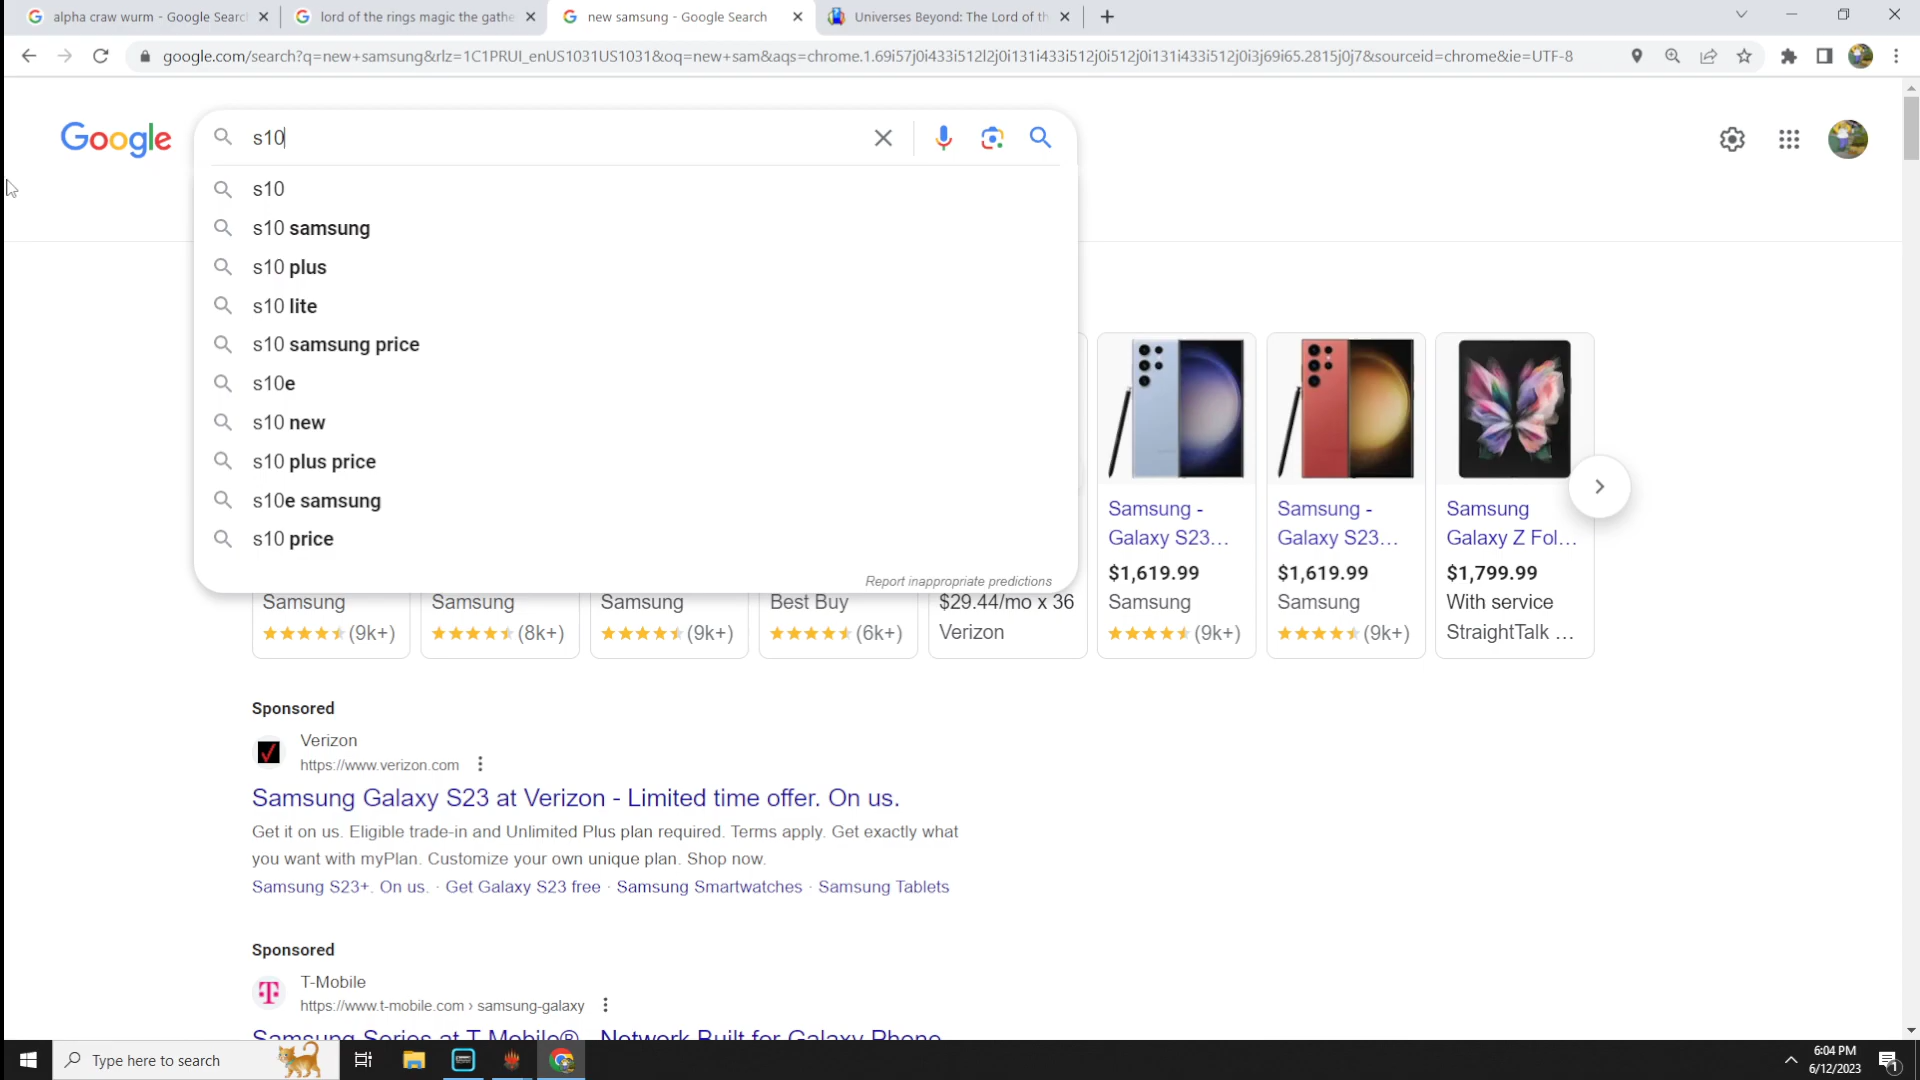 alpha craw wurm - Google Searc
lord of the rings magic the gathe
new samsung - Google Search
Universes Beyond: The Lord of th
google.com/search?q=new+samsung&rlz=1C1PRUI_enUS1031US1031&oq=new+sam&aqs=chrome.1.69i57j0i433i512l2j0i131i433i512j0i512j0i131i433i512j0i3j69i65.2815j0j7&sourceid=chrome&ie=UTF-8
Google
s10
s10
s10 samsung
s10 plus
s10 lite
s10 samsung price
s10e
s10 new
s10 plus price
s10e samsung
s10 price
Report inappropriate predictions
Samsung
(9k+)
Samsung
(8k+)
Samsung
(9k+)
Best Buy
(6k+)
$29.44/mo x 36
Verizon
Samsung -
Galaxy S23...
$1,619.99
Samsung
(9k+)
Samsung -
Galaxy S23...
$1,619.99
Samsung
(9k+)
Samsung
Galaxy Z Fol...
$1,799.99
With service
StraightTalk ...
Sponsored
Verizon
https://www.verizon.com
Samsung Galaxy S23 at Verizon - Limited time offer. On us.
Get it on us. Eligible trade-in and Unlimited Plus plan required. Terms apply. Get exactly what
you want with myPlan. Customize your own unique plan. Shop now.
Samsung S23+. On us. · Get Galaxy S23 free · Samsung Smartwatches · Samsung Tablets
Sponsored
T
T-Mobile
https://www.t-mobile.com › samsung-galaxy
Samsung Series at T-Mobile® - Network Built for Galaxy Phone
Type here to search
6:04 PM
6/12/2023
1